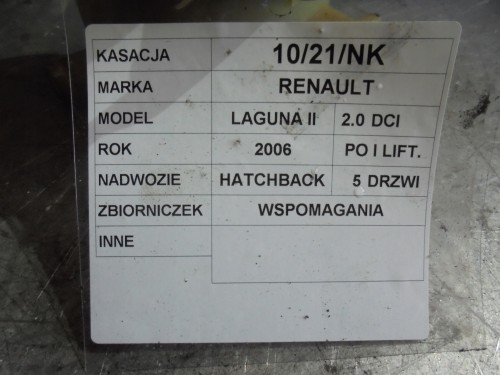 KASACJA 10/21/NK
MARKA RENAULT
MODEL LAGUNA II 2.0 DCI
ROK 2006 PO I LIFT.
NADWOZIE HATCHBACK 5 DRZWI
ZBIORNICZEK WSPOMAGANIA
INNE